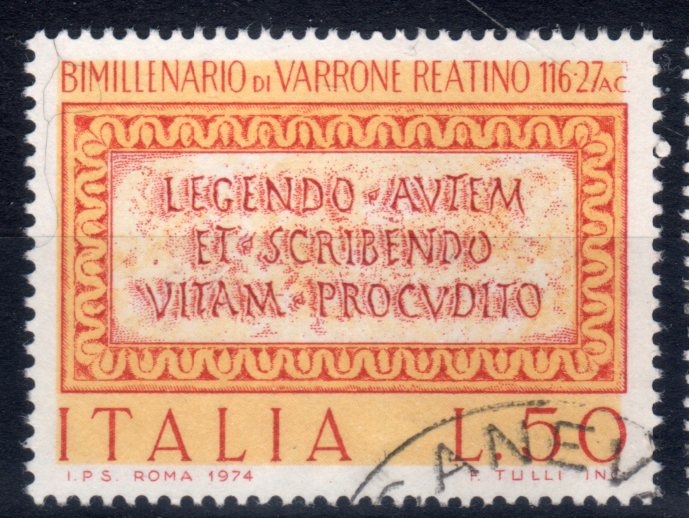 BIMILLENARIO DI VARRONE REATINO 116·27 A.C.
LEGENDO · AVTEM
ET · SCRIBENDO
VITAM · PROCVDITO
ITALIA L.50
I.P.S. ROMA 1974 F. TULLI INC.